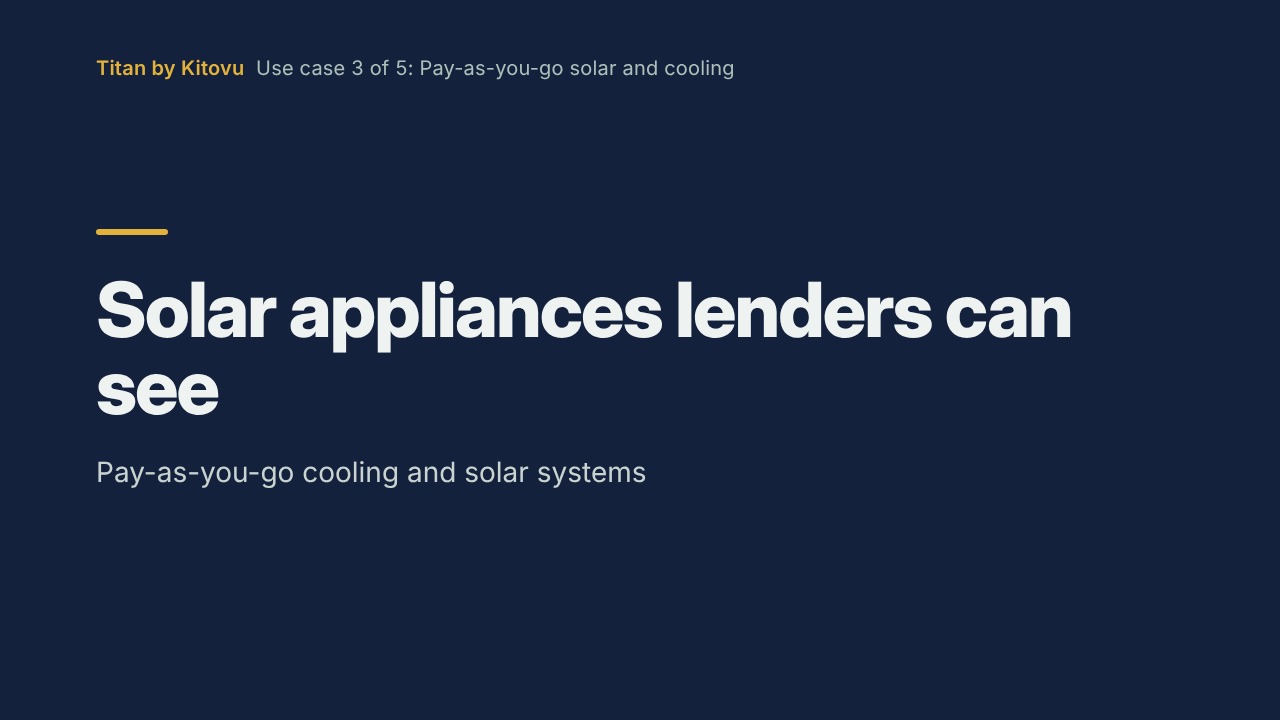 Titan by Kitovu Use case 3 of 5: Pay-as-you-go solar and cooling
Solar appliances lenders can
see
Pay-as-you-go cooling and solar systems